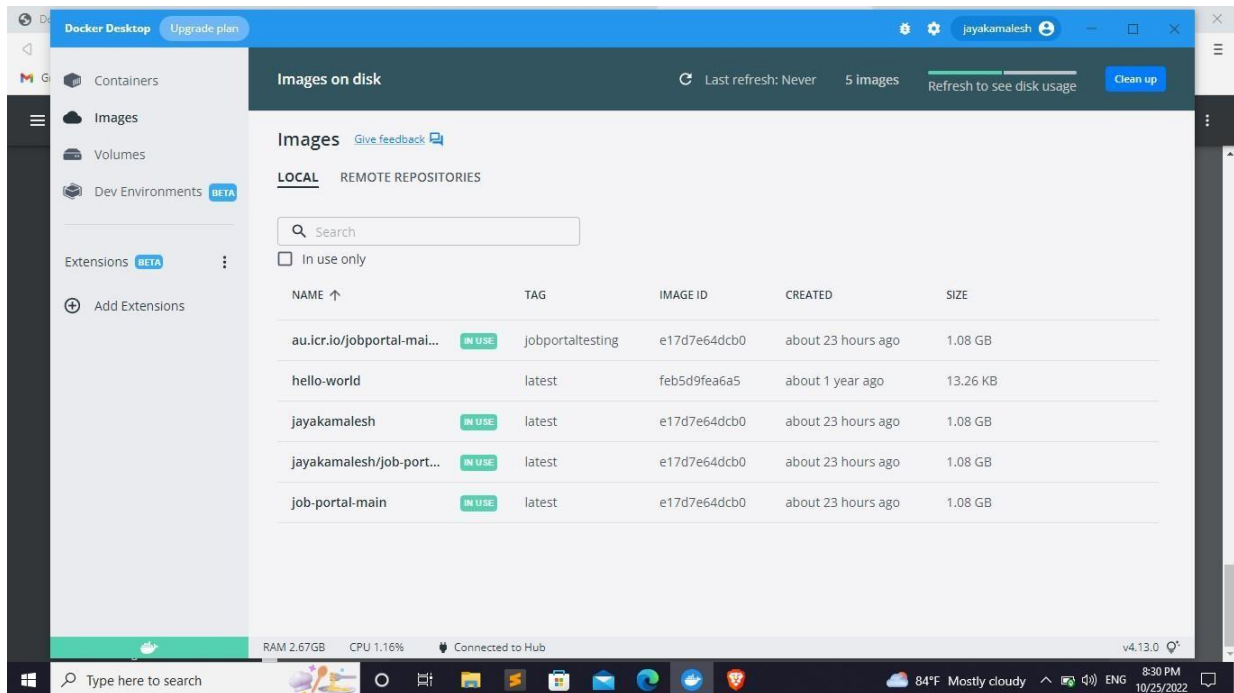 Docker Desktop Upgrade plan jayakamalesh
Containers
Images
Volumes
Dev Environments BETA
Extensions BETA
Add Extensions
Images on disk Last refresh: Never 5 images Refresh to see disk usage Clean up
Images Give feedback
LOCAL REMOTE REPOSITORIES
Search
In use only
NAME TAG IMAGE ID CREATED SIZE
au.icr.io/jobportal-mai... IN USE jobportaltesting e17d7e64dcb0 about 23 hours ago 1.08 GB
hello-world latest feb5d9fea6a5 about 1 year ago 13.26 KB
jayakamalesh IN USE latest e17d7e64dcb0 about 23 hours ago 1.08 GB
jayakamalesh/job-port... IN USE latest e17d7e64dcb0 about 23 hours ago 1.08 GB
job-portal-main IN USE latest e17d7e64dcb0 about 23 hours ago 1.08 GB
RAM 2.67GB CPU 1.16% Connected to Hub v4.13.0
Type here to search 84°F Mostly cloudy ENG 8:30 PM
10/25/2022